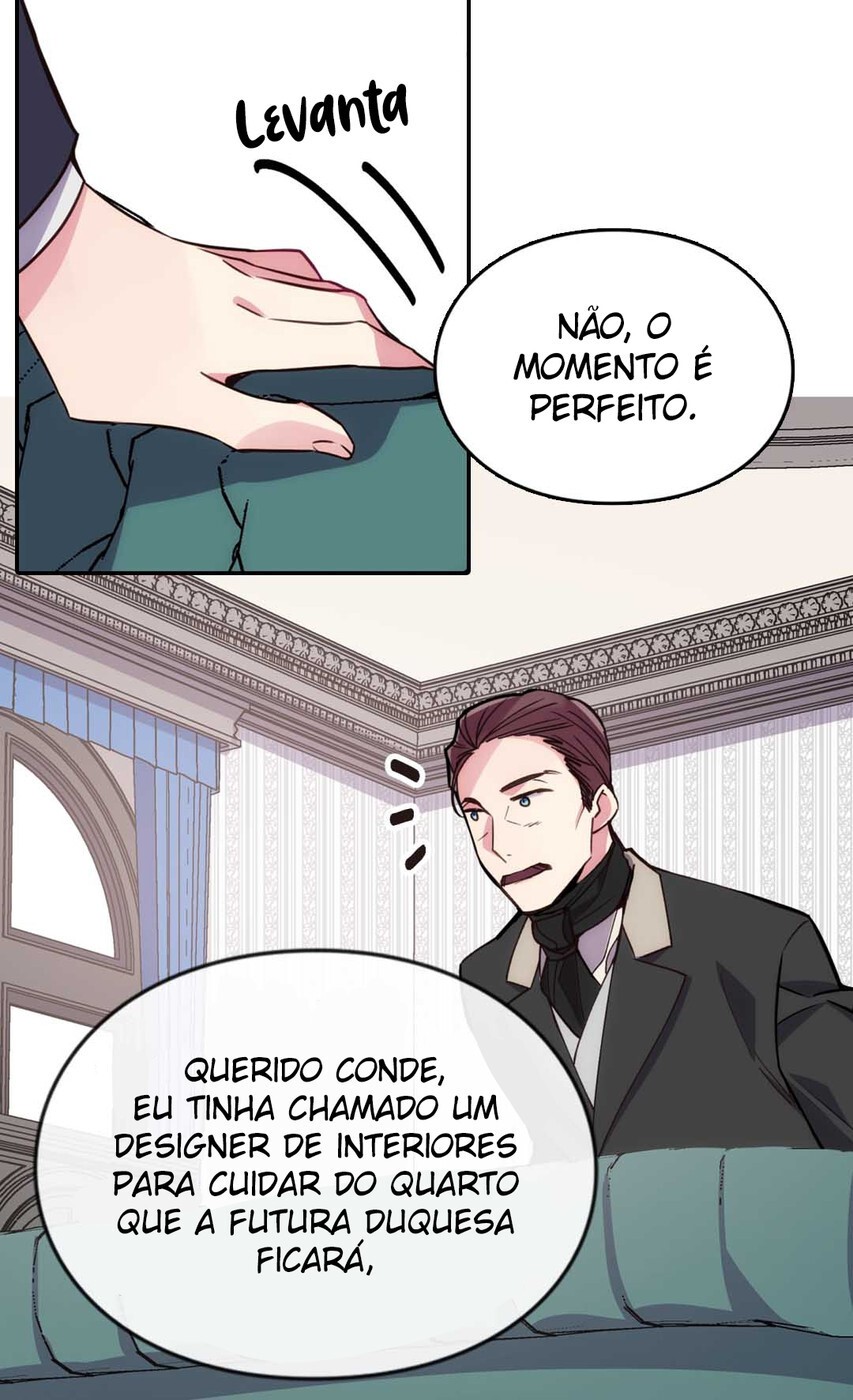 Levanta
NÃO, O
MOMENTO É
PERFEITO.
QUERIDO CONDE,
EU TINHA CHAMADO UM
DESIGNER DE INTERIORES
PARA CUIDAR DO QUARTO
QUE A FUTURA DUQUESA
FICARÁ,